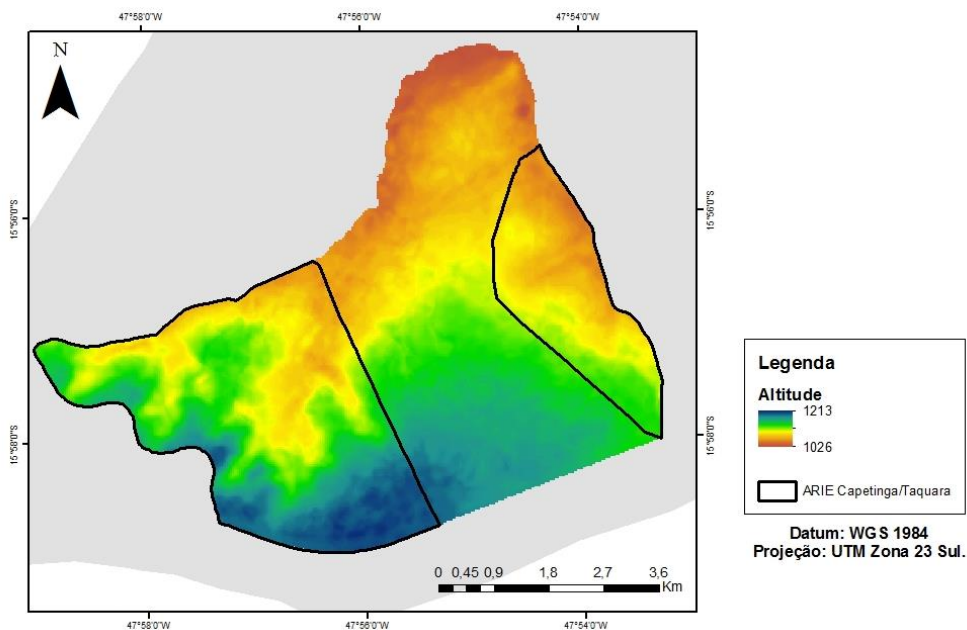 47°58'0"W 47°56'0"W 47°54'0"W
N
15°56'0"S 15°56'0"S
15°58'0"S 15°58'0"S
0 0,45 0,9 1,8 2,7 3,6
Km
47°58'0"W 47°56'0"W 47°54'0"W
Legenda
Altitude
1213
1026
ARIE Capetinga/Taquara
Datum: WGS 1984
Projeção: UTM Zona 23 Sul.